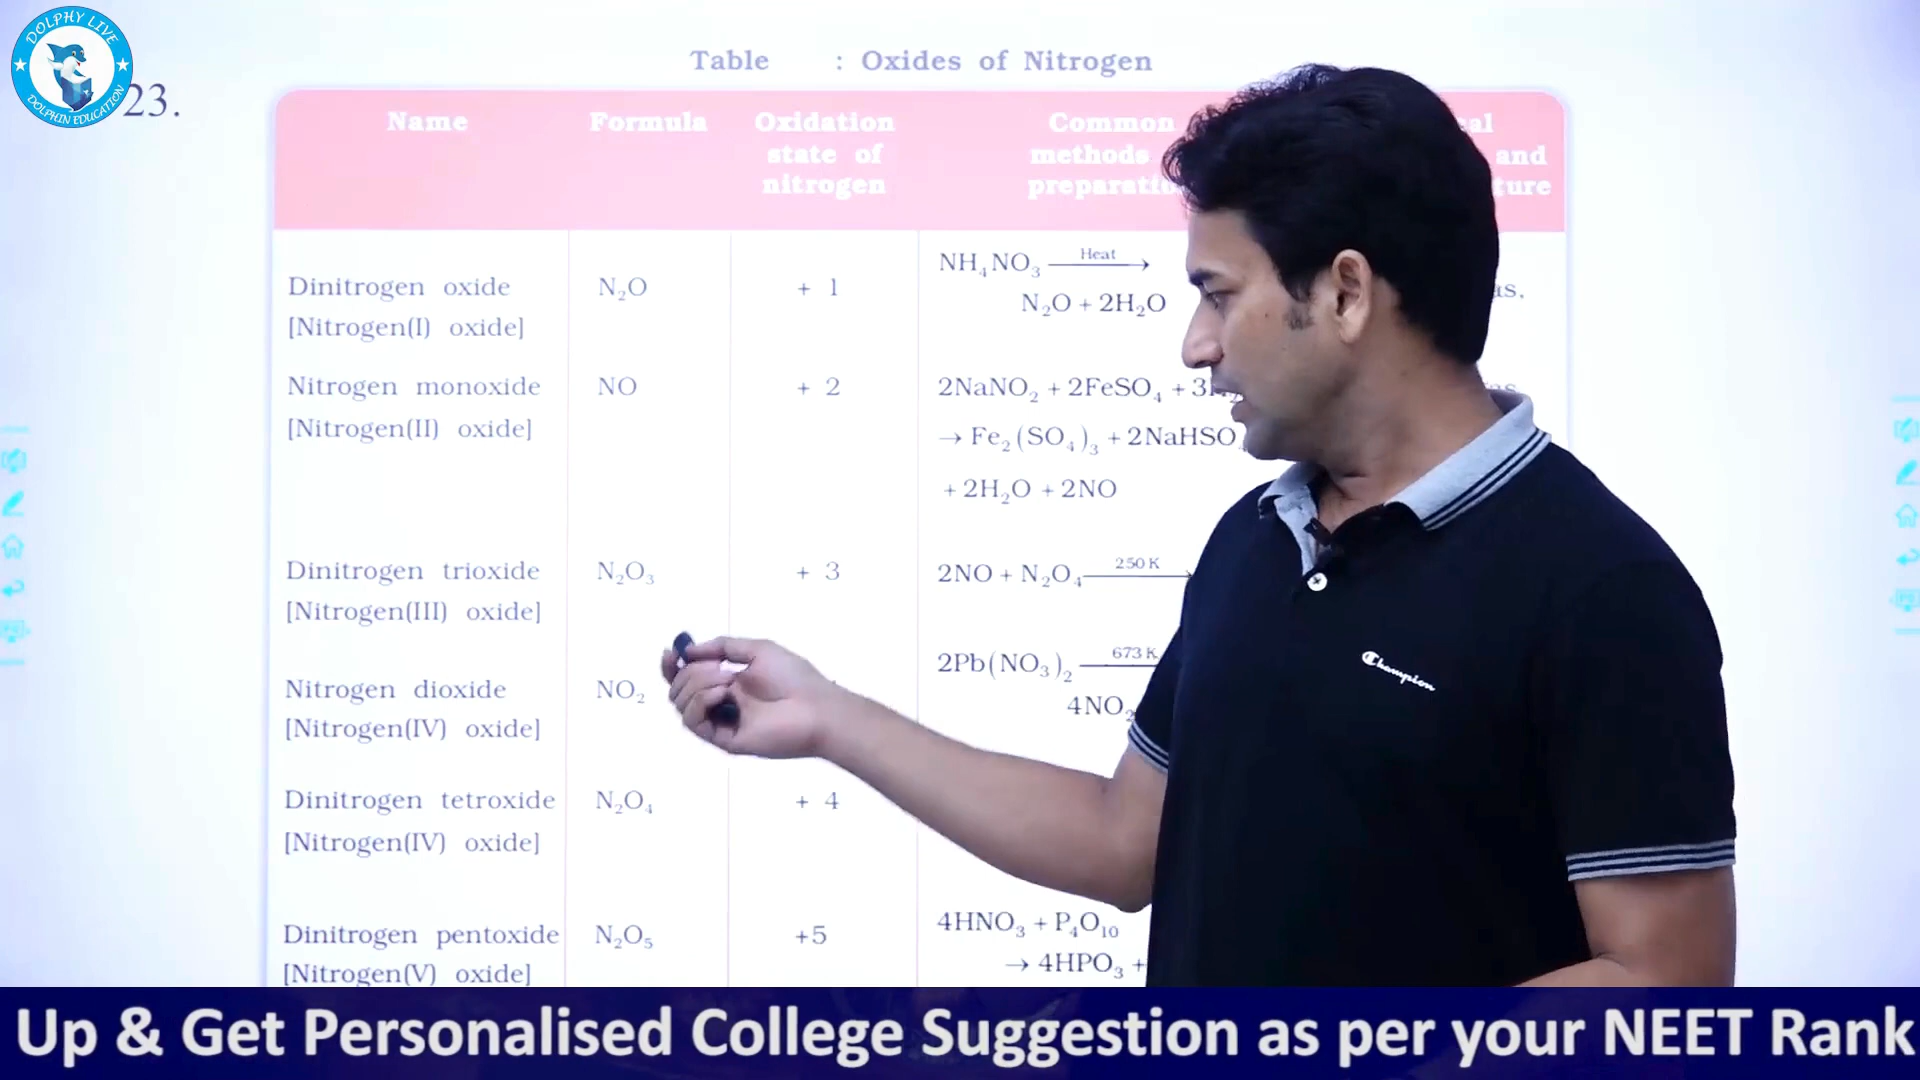 DOLPHY LIVE
DOLPHIN EDUCATION
23.
Table : Oxides of Nitrogen
Name Formula Oxidation state of nitrogen Common methods
Dinitrogen oxide N₂O + 1 NH₄NO₃ Heat →
[Nitrogen(I) oxide] N₂O + 2H₂O
Nitrogen monoxide NO + 2 2NaNO₂ + 2FeSO₄
[Nitrogen(II) oxide] → Fe₂(SO₄)₃ + 2NaHSO
+ 2H₂O + 2NO
Dinitrogen trioxide N₂O₃ + 3 2NO + N₂O₄ 250 K →
[Nitrogen(III) oxide]
Nitrogen dioxide NO₂ 2Pb(NO₃)₂ 673 K
[Nitrogen(IV) oxide] 4NO₂
Dinitrogen tetroxide N₂O₄ + 4
[Nitrogen(IV) oxide]
Dinitrogen pentoxide N₂O₅ +5 4HNO₃ + P₄O₁₀
[Nitrogen(V) oxide] → 4HPO₃ +
Champion
Up & Get Personalised College Suggestion as per your NEET Rank